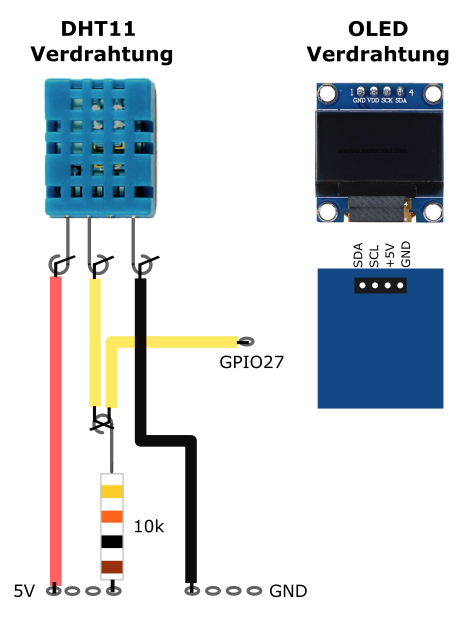 DHT11
Verdrahtung
OLED
Verdrahtung
1 4
GND VDD SCK SDA
SDA
SCL
+5V
GND
GPIO27
10k
5V
GND